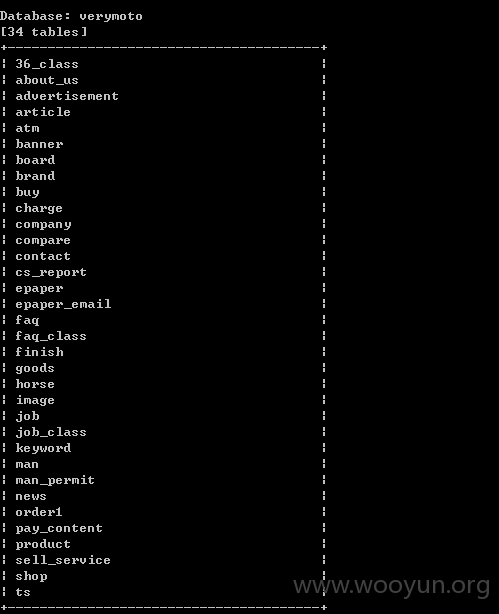 Database: verymoto
[34 tables]
+---------------------------------------+
| 36_class |
| about_us |
| advertisement |
| article |
| atm |
| banner |
| board |
| brand |
| buy |
| charge |
| company |
| compare |
| contact |
| cs_report |
| epaper |
| epaper_email |
| faq |
| faq_class |
| finish |
| goods |
| horse |
| image |
| job |
| job_class |
| keyword |
| man |
| man_permit |
| news |
| order1 |
| pay_content |
| product |
| sell_service |
| shop |
| ts |
+---------------------------------------+
www.wooyun.org